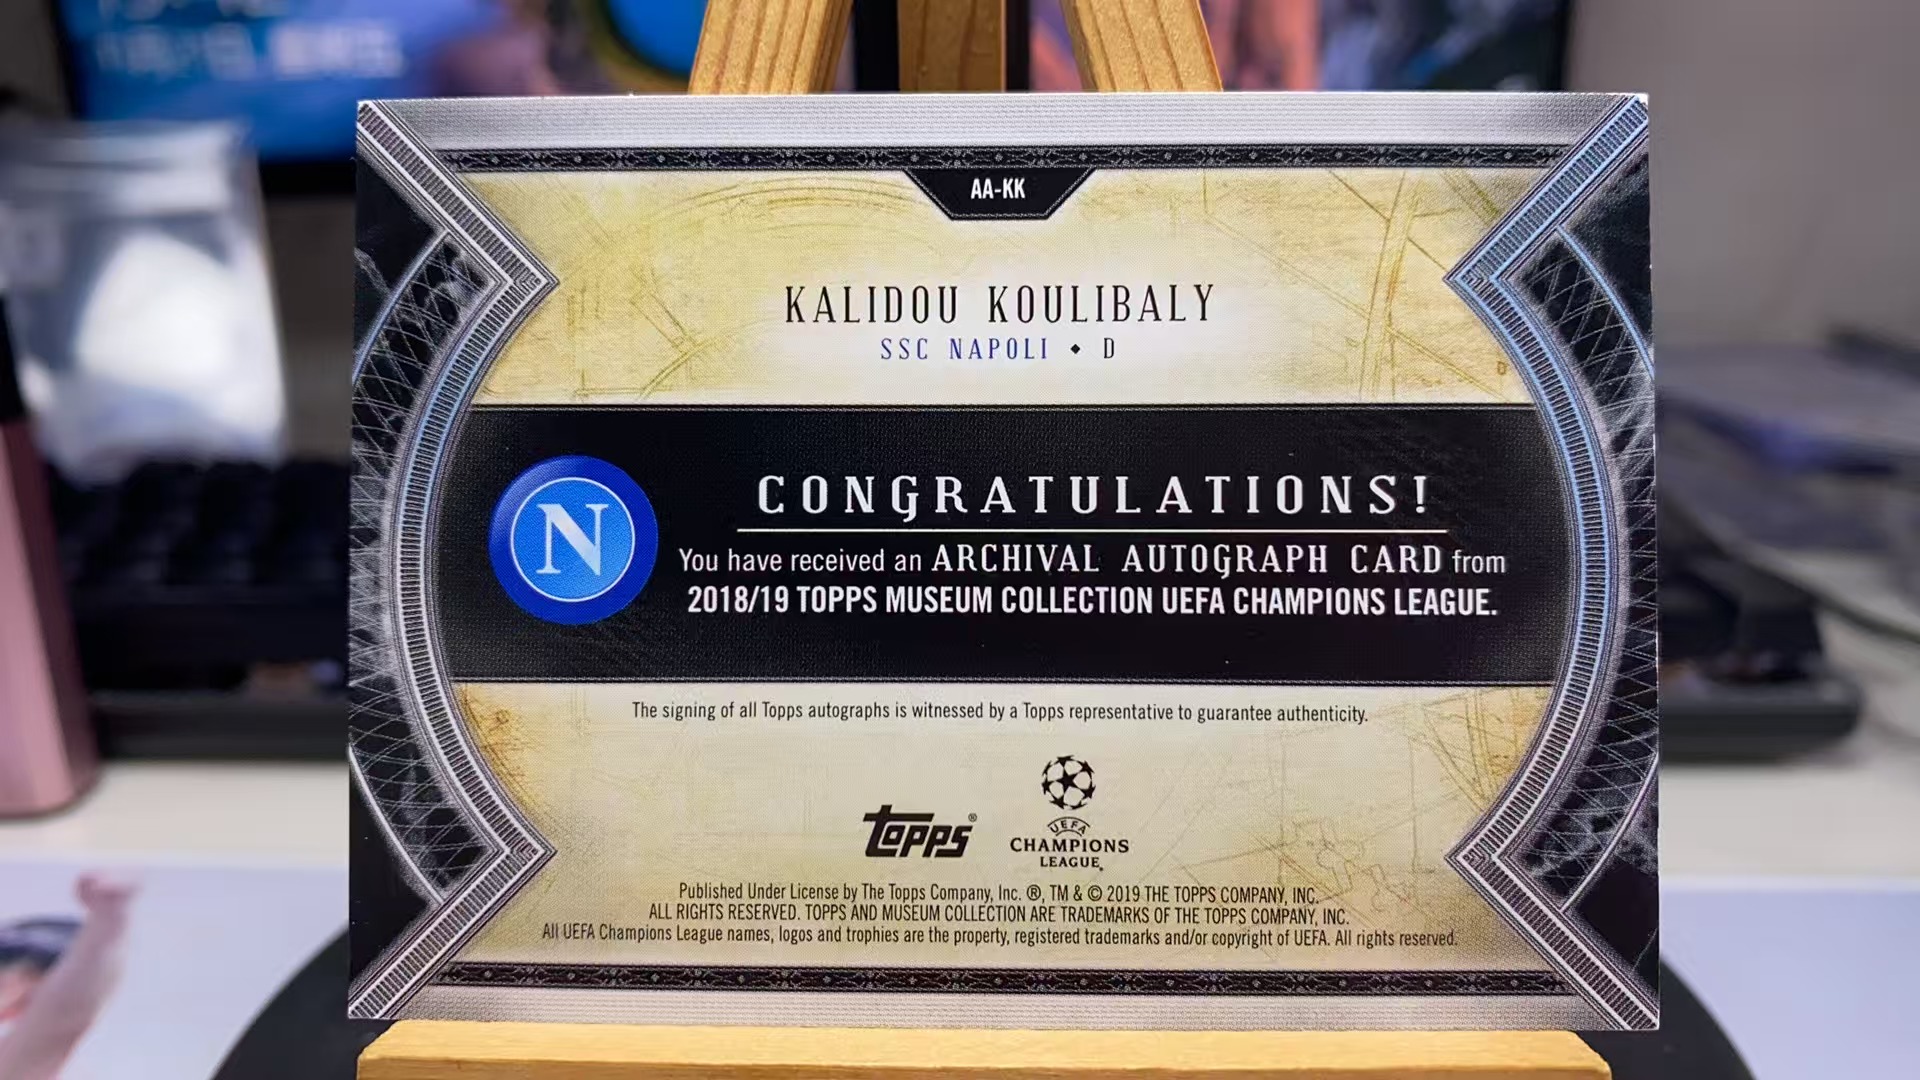 AA-KK
KALIDOU KOULIBALY
SSC NAPOLI ◆ D
N
CONGRATULATIONS!
You have received an ARCHIVAL AUTOGRAPH CARD from
2018/19 TOPPS MUSEUM COLLECTION UEFA CHAMPIONS LEAGUE.
The signing of all Topps autographs is witnessed by a Topps representative to guarantee authenticity.
topps®
UEFA
CHAMPIONS
LEAGUE
Published Under License by The Topps Company, Inc. ®, TM & © 2019 THE TOPPS COMPANY, INC.
ALL RIGHTS RESERVED. TOPPS AND MUSEUM COLLECTION ARE TRADEMARKS OF THE TOPPS COMPANY, INC.
All UEFA Champions League names, logos and trophies are the property, registered trademarks and/or copyright of UEFA. All rights reserved.